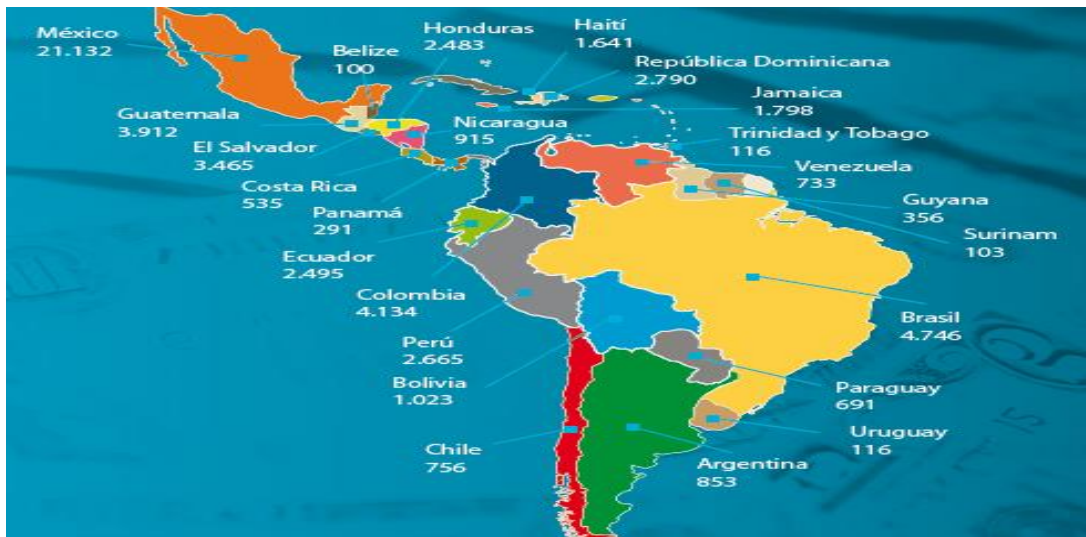 México
21.132
Belize
100
Honduras
2.483
Haití
1.641
República Dominicana
2.790
Jamaica
1.798
Guatemala
3.912
Nicaragua
915
Trinidad y Tobago
116
El Salvador
3.465
Venezuela
733
Costa Rica
535
Guyana
356
Panamá
291
Surinam
103
Ecuador
2.495
Colombia
4.134
Brasil
4.746
Perú
2.665
Bolivia
1.023
Paraguay
691
Chile
756
Uruguay
116
Argentina
853